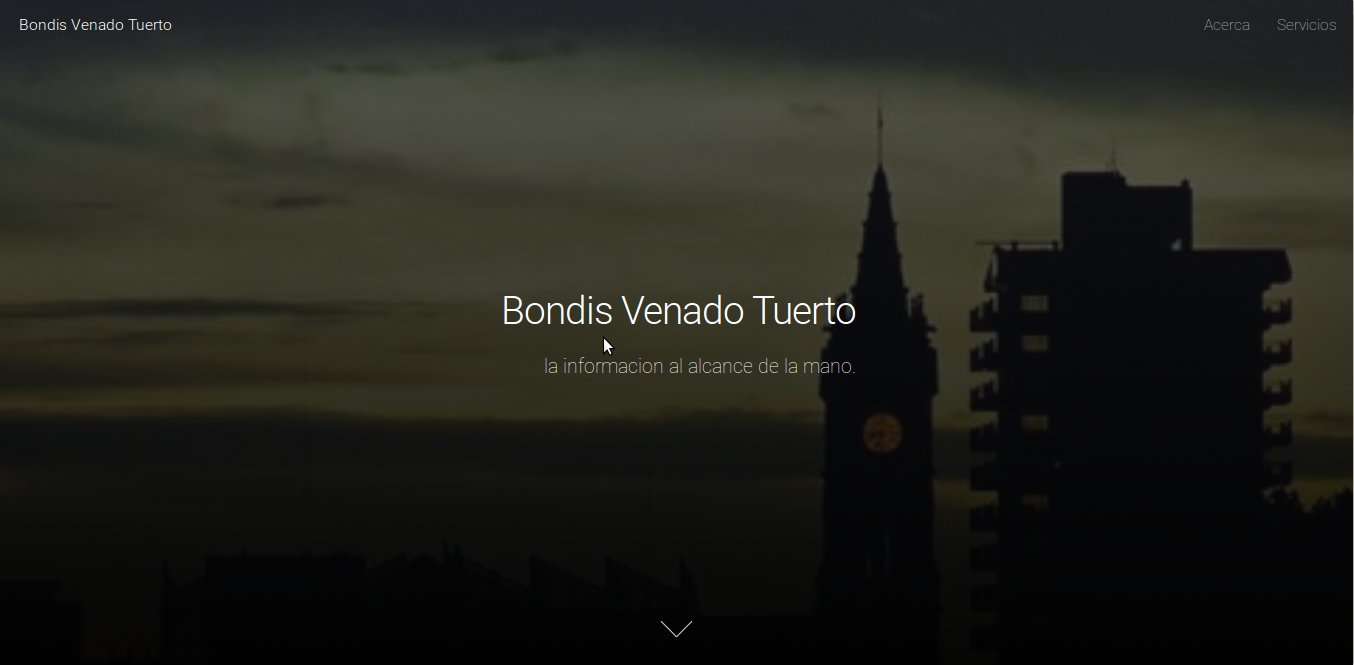 Bondis Venado Tuerto
Acerca Servicios
Bondis Venado Tuerto
la informacion al alcance de la mano.